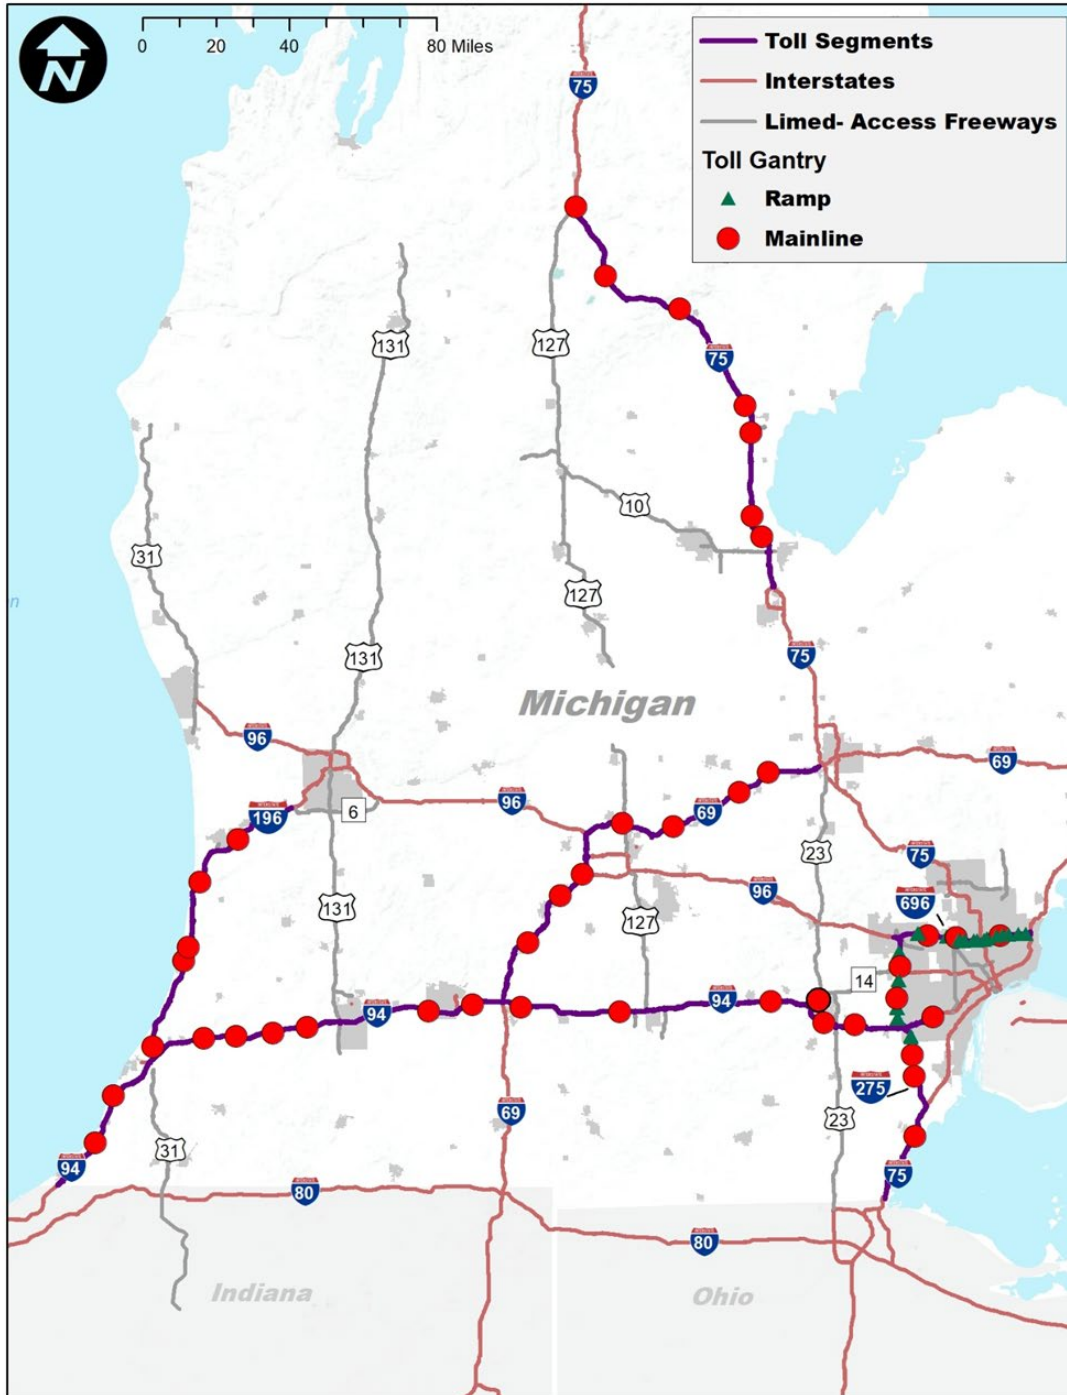 N
0 20 40 80 Miles
Toll Segments
Interstates
Limed- Access Freeways
Toll Gantry
Ramp
Mainline
75
131
127
75
10
31
127
131
75
Michigan
96
69
196
6
96
69
23
75
696
131
127
96
14
94
94
275
69
23
31
94
75
80
80
Indiana
Ohio
n